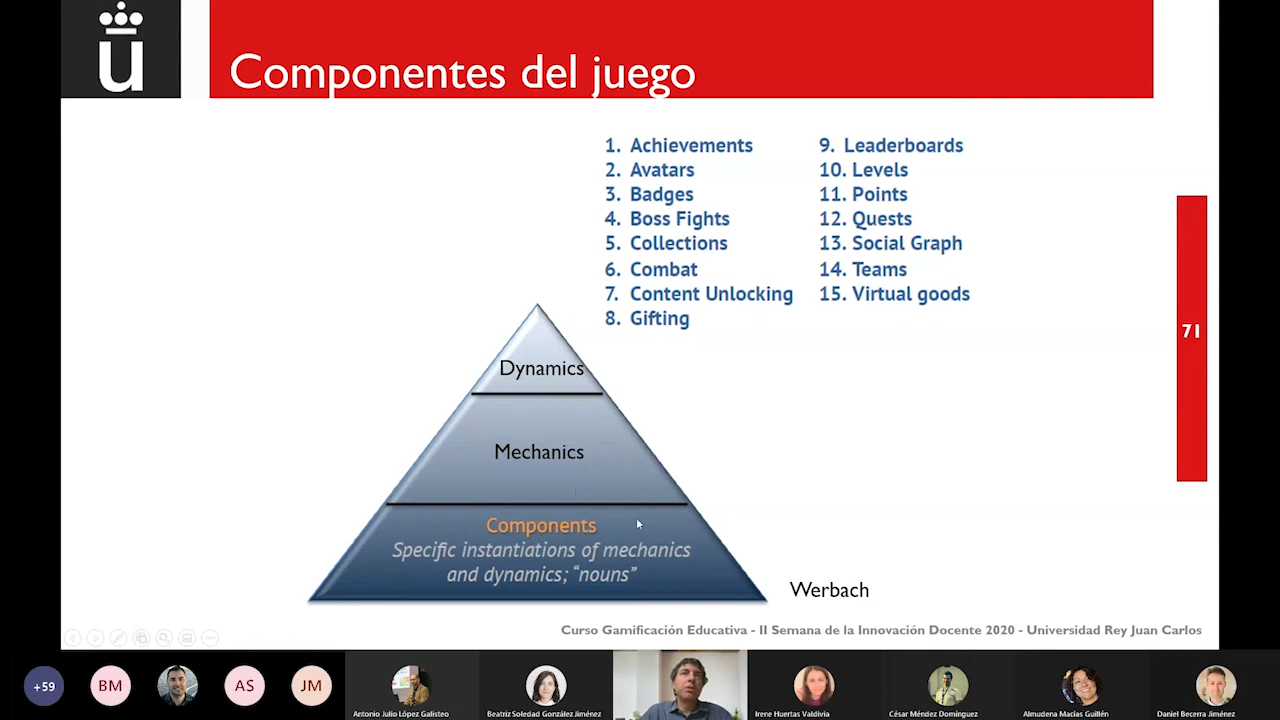 Componentes del juego
1. Achievements
2. Avatars
3. Badges
4. Boss Fights
5. Collections
6. Combat
7. Content Unlocking
8. Gifting
9. Leaderboards
10. Levels
11. Points
12. Quests
13. Social Graph
14. Teams
15. Virtual goods
71
Dynamics
Mechanics
Components
Specific instantiations of mechanics
and dynamics; “nouns”
Werbach
Curso Gamificación Educativa - II Semana de la Innovación Docente 2020 - Universidad Rey Juan Carlos
+59
BM
AS
JM
Antonio Julio López Galisteo
Beatriz Soledad González Jiménez
Irene Huertas Valdivia
César Méndez Domínguez
Almudena Macías Guillén
Daniel Becerra Jiménez